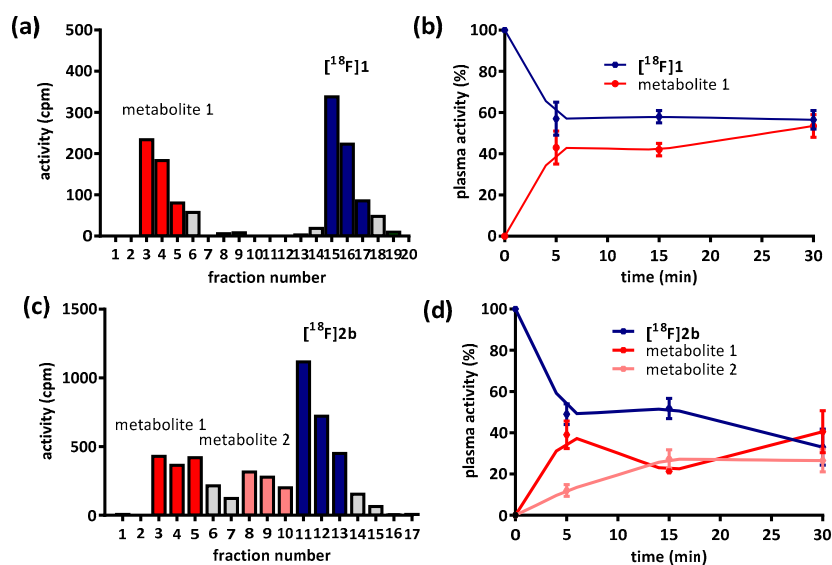 (a)
500
400
300
200
100
0
activity (cpm)
metabolite 1
[18F]1
1 2 3 4 5 6 7 8 9 10 11 12 13 14 15 16 17 18 19 20
fraction number
(b)
100
80
60
40
20
0
plasma activity (%)
[18F]1
metabolite 1
0 5 10 15 20 25 30
time (min)
(c)
1500
1000
500
0
activity (cpm)
[18F]2b
metabolite 1
metabolite 2
1 2 3 4 5 6 7 8 9 10 11 12 13 14 15 16 17
fraction number
(d)
100
80
60
40
20
0
plasma activity (%)
[18F]2b
metabolite 1
metabolite 2
0 5 10 15 20 25 30
time (min)